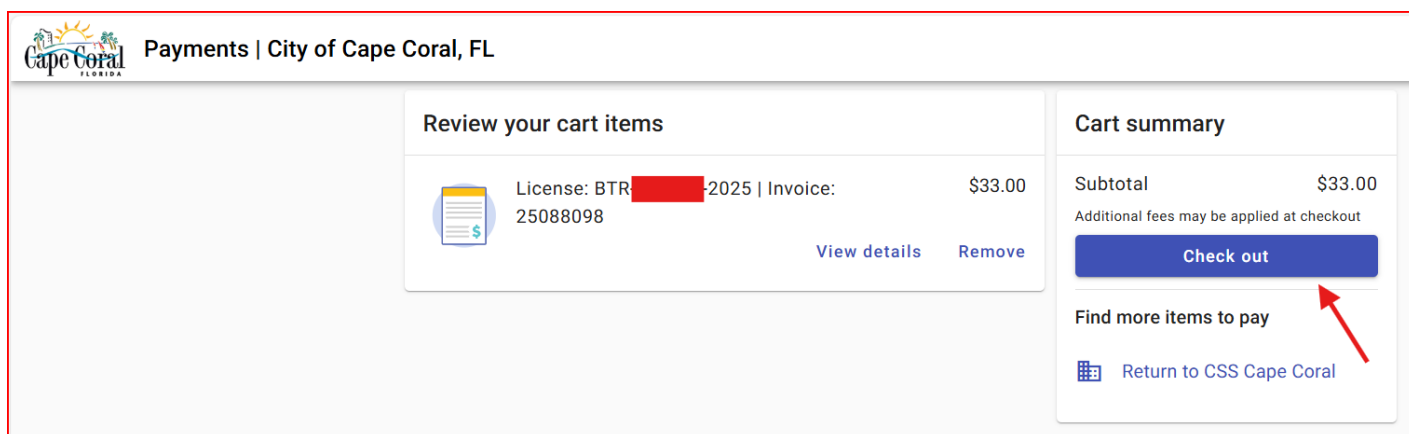 Cape Coral
FLORIDA
Payments | City of Cape Coral, FL
Review your cart items
License: BTR- -2025 | Invoice:
25088098
$33.00
View details Remove
Cart summary
Subtotal $33.00
Additional fees may be applied at checkout
Check out
Find more items to pay
Return to CSS Cape Coral